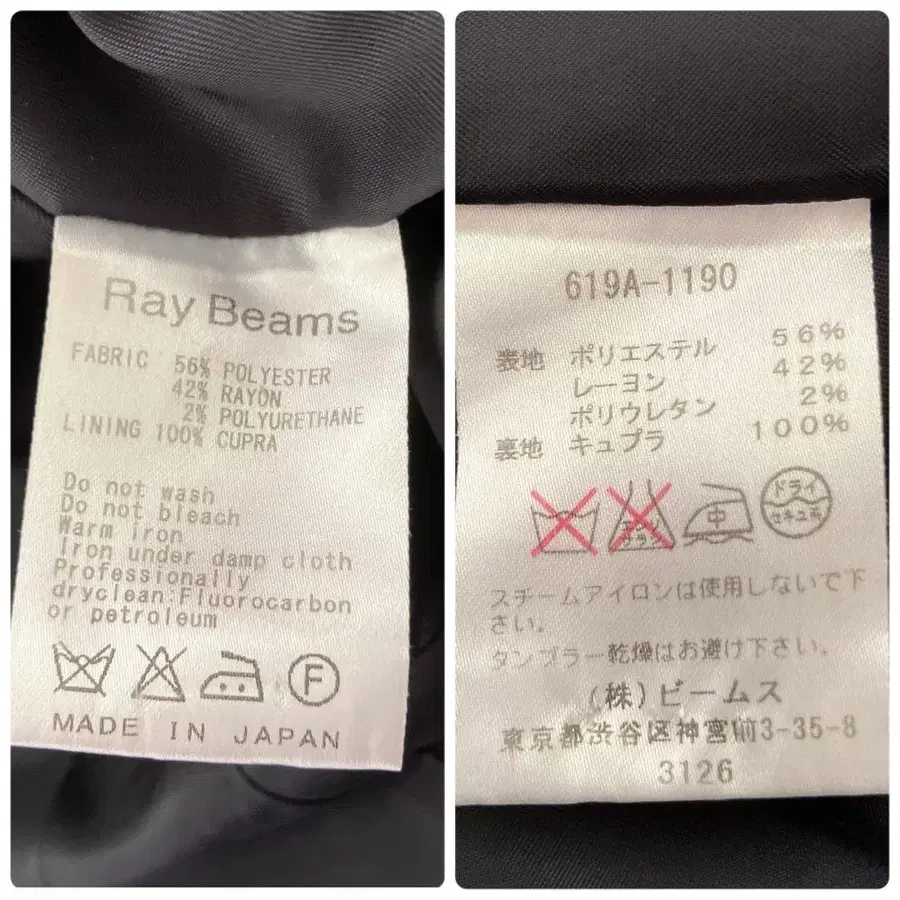 Ray Beams
FABRIC 56% POLYESTER
42% RAYON
2% POLYURETHANE
LINING 100% CUPRA
Do not wash
Do not bleach
Warm iron
Iron under damp cloth
Professionally
dryclean:Fluorocarbon
or petroleum
F
MADE IN JAPAN
619A-1190
表地 ポリエステル 56%
レーヨン 42%
ポリウレタン 2%
裏地 キュプラ 100%
エンソ サラシ 中 ドライ セキユ系
スチームアイロンは使用しないで下
さい。
タンブラー乾燥はお避け下さい。
(株)ビームス
東京都渋谷区神宮前3-35-8
3126